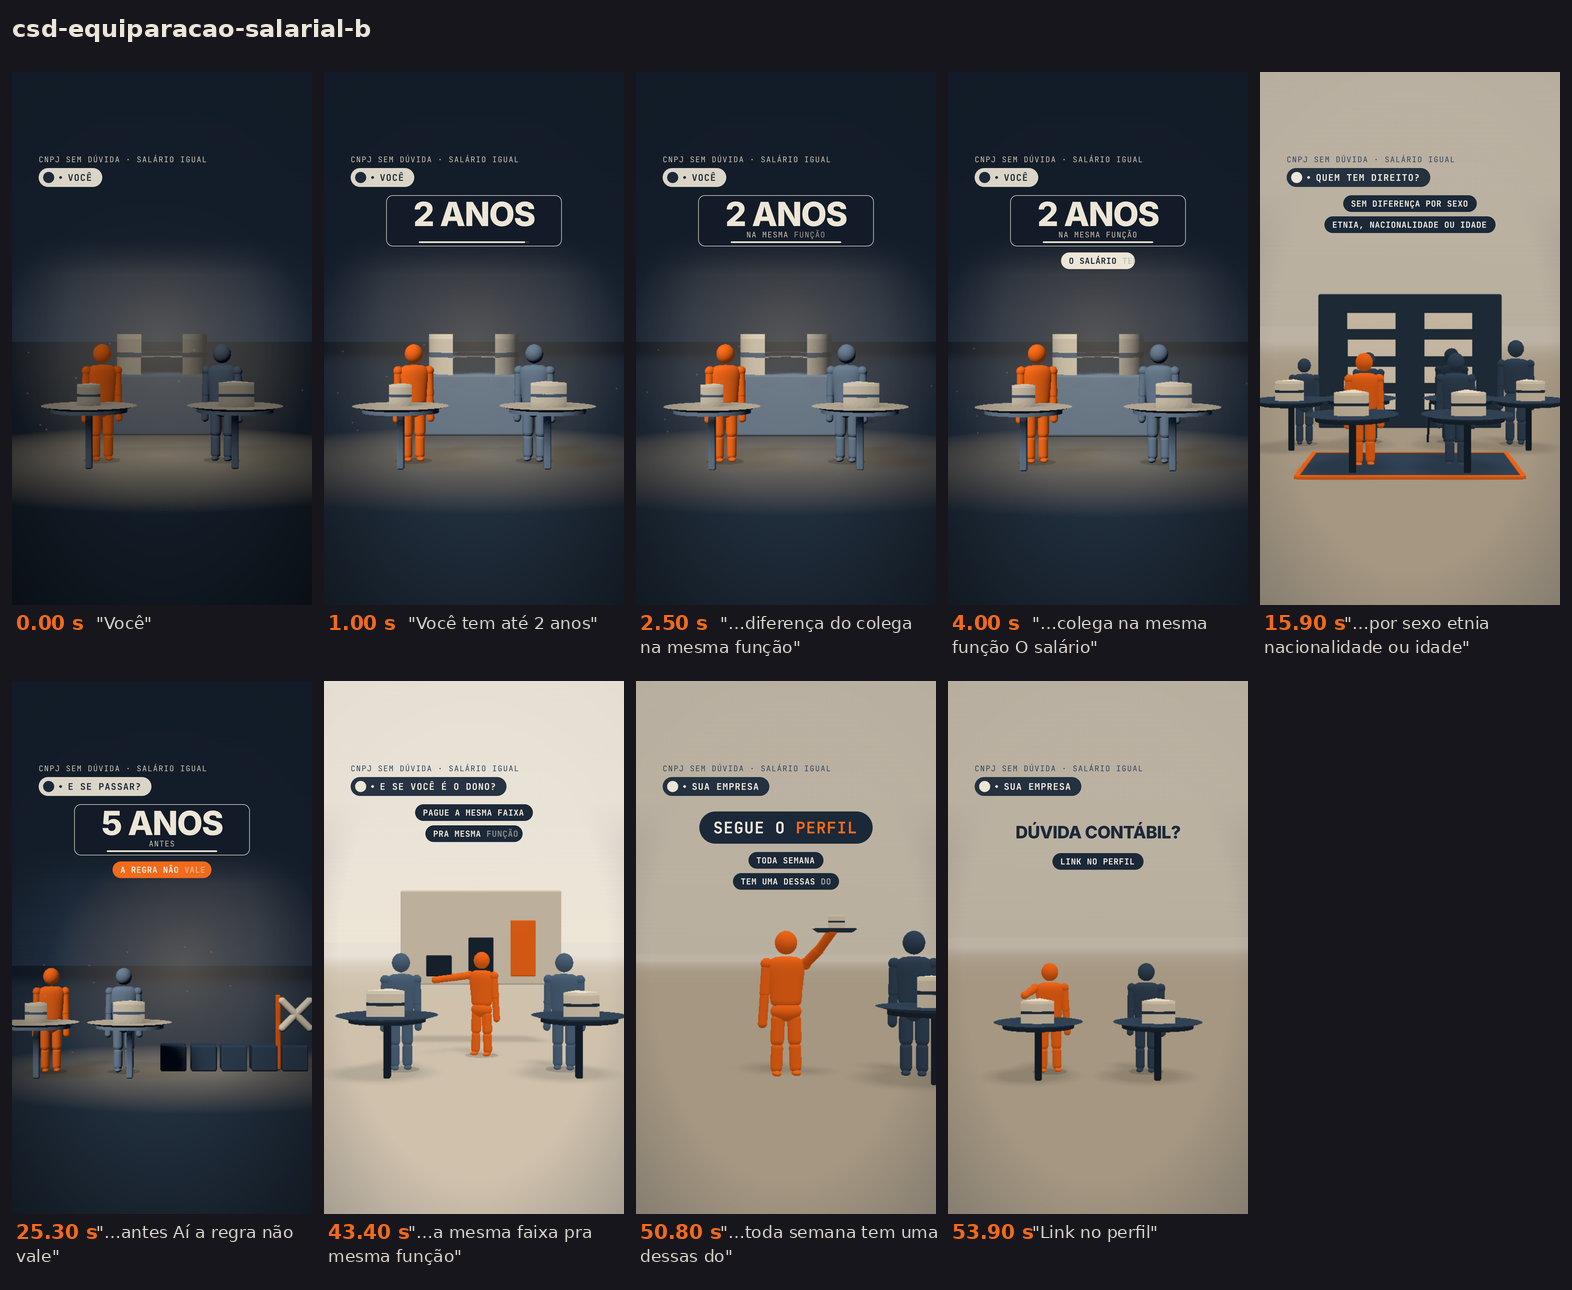 csd-equiparacao-salarial-b
CNPJ SEM DÚVIDA · SALÁRIO IGUAL
• VOCÊ
0.00 s "Você"
CNPJ SEM DÚVIDA · SALÁRIO IGUAL
• VOCÊ
2 ANOS
1.00 s "Você tem até 2 anos"
CNPJ SEM DÚVIDA · SALÁRIO IGUAL
• VOCÊ
2 ANOS
NA MESMA FUNÇÃO
2.50 s "...diferença do colega
na mesma função"
CNPJ SEM DÚVIDA · SALÁRIO IGUAL
• VOCÊ
2 ANOS
NA MESMA FUNÇÃO
O SALÁRIO TE
4.00 s "...colega na mesma
função O salário"
CNPJ SEM DÚVIDA · SALÁRIO IGUAL
• QUEM TEM DIREITO?
SEM DIFERENÇA POR SEXO
ETNIA, NACIONALIDADE OU IDADE
15.90 s "...por sexo etnia
nacionalidade ou idade"
CNPJ SEM DÚVIDA · SALÁRIO IGUAL
• E SE PASSAR?
5 ANOS
ANTES
A REGRA NÃO VALE
25.30 s "...antes Aí a regra não
vale"
CNPJ SEM DÚVIDA · SALÁRIO IGUAL
• E SE VOCÊ É O DONO?
PAGUE A MESMA FAIXA
PRA MESMA FUNÇÃO
43.40 s "...a mesma faixa pra
mesma função"
CNPJ SEM DÚVIDA · SALÁRIO IGUAL
• SUA EMPRESA
SEGUE O PERFIL
TODA SEMANA
TEM UMA DESSAS DO
50.80 s "...toda semana tem uma
dessas do"
CNPJ SEM DÚVIDA · SALÁRIO IGUAL
• SUA EMPRESA
DÚVIDA CONTÁBIL?
LINK NO PERFIL
53.90 s "Link no perfil"